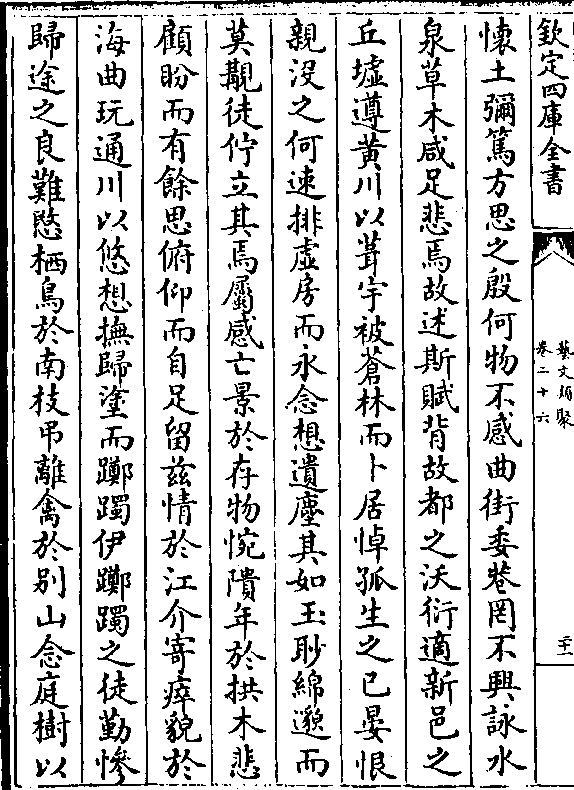 欽定四庫全書
藝文類聚
卷二十六
二十一
懷土彌篤方思之殷何物不感曲街委巷罔不興詠水
泉草木咸足悲焉故述斯賦背故都之沃衍適新邑之
丘墟遵黃川以葺宇被蒼林而卜居悼孤生之已晏恨
親没之何速排虛房而永念想遺塵其如玉眇綿邈而
莫覯徒佇立其焉屬感亡景於存物惋隤年於拱木悲
顧眄而有餘思俯仰而自足留兹情於江介寄瘁貌於
海曲玩通川以悠想撫歸塗而躑躅伊躑躅之徒勤慘
歸途之良難愍栖鳥於南枝弔離禽於别山念庭樹以